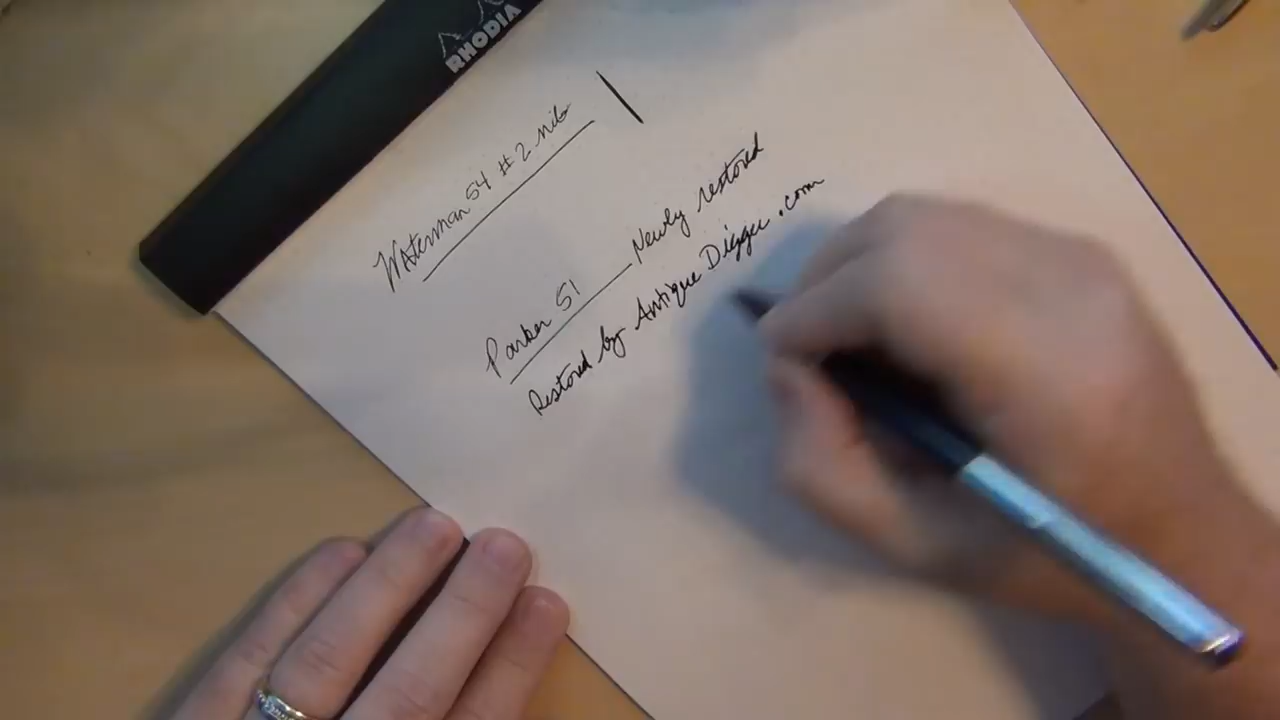 RHODIA
Waterman 54 #2 nib
Parker 51 Newly restored
Restored by Antique Digger.com